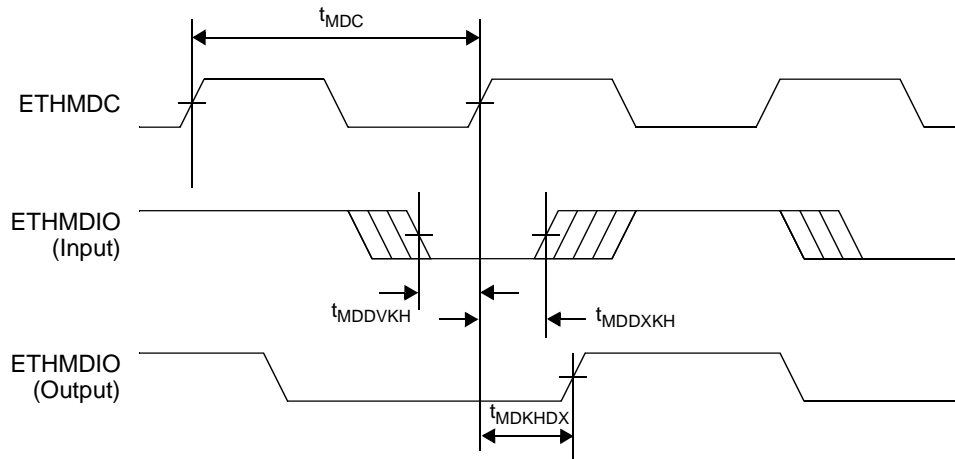 tMDC
ETHMDC
ETHMDIO
(Input)
tMDDVKH
tMDDXKH
ETHMDIO
(Output)
tMDKHDX